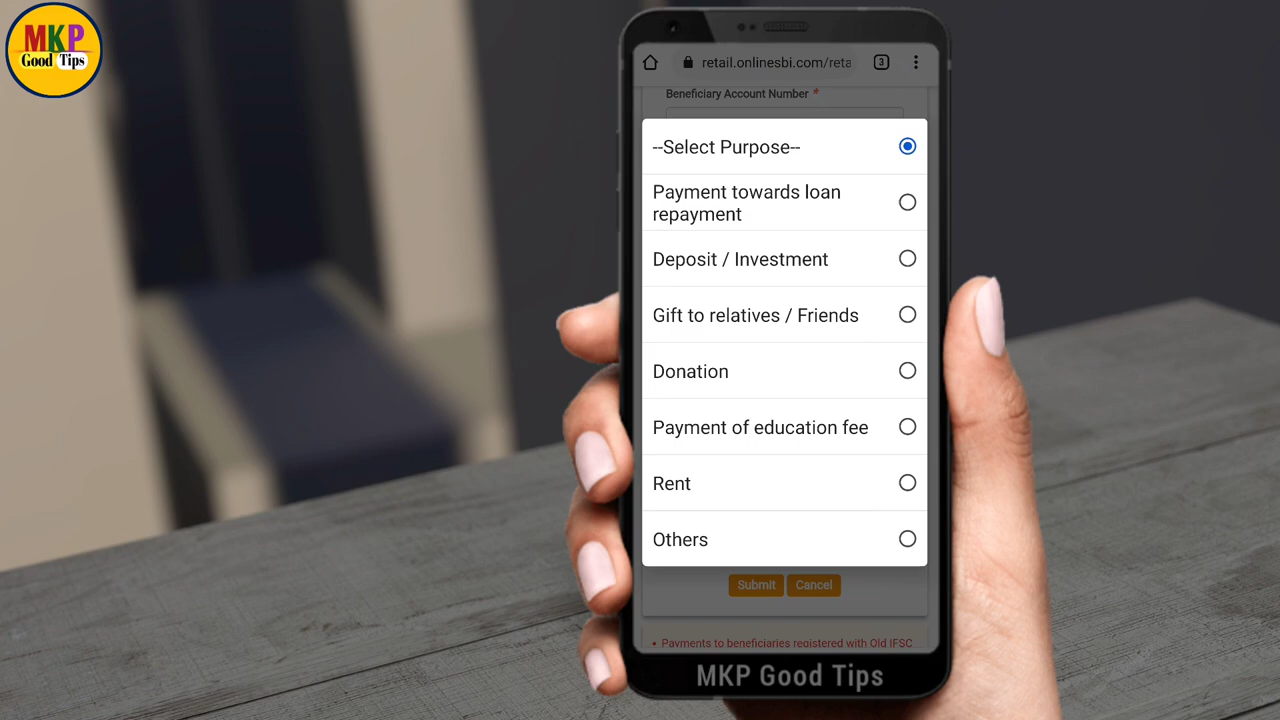 MKP
Good Tips
retail.onlinesbi.com/reta
3
Beneficiary Account Number *
--Select Purpose--
Payment towards loan
repayment
Deposit / Investment
Gift to relatives / Friends
Donation
Payment of education fee
Rent
Others
Submit Cancel
• Payments to beneficiaries registered with Old IFSC
MKP Good Tips